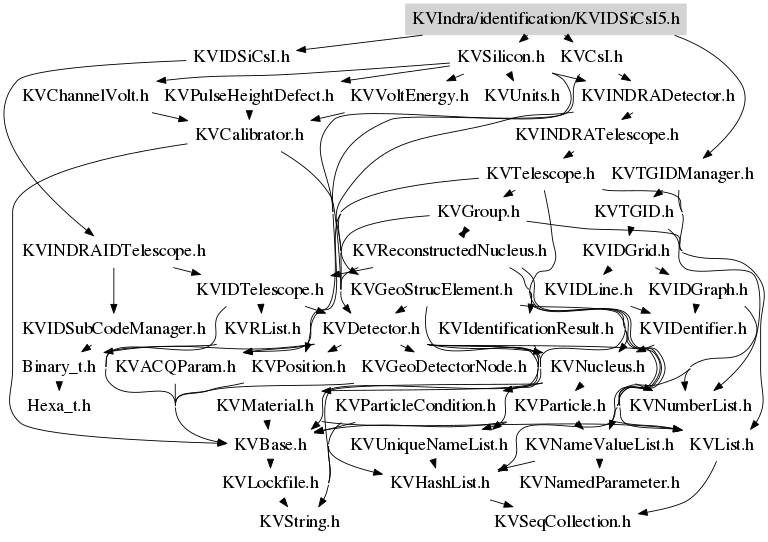 KVIndra/identification/KVIDSiCsI5.h
KVIDSiCsI.h
KVSilicon.h
KVCsI.h
KVChannelVolt.h
KVPulseHeightDefect.h
KVVoltEnergy.h
KVUnits.h
KVINDRADetector.h
KVCalibrator.h
KVINDRATelescope.h
KVTelescope.h
KVTGIDManager.h
KVGroup.h
KVTGID.h
KVINDRAIDTelescope.h
KVReconstructedNucleus.h
KVIDGrid.h
KVIDTelescope.h
KVGeoStrucElement.h
KVIDLine.h
KVIDGraph.h
KVIDSubCodeManager.h
KVRList.h
KVDetector.h
KVIdentificationResult.h
KVIDentifier.h
Binary_t.h
KVACQParam.h
KVPosition.h
KVGeoDetectorNode.h
KVNucleus.h
Hexa_t.h
KVMaterial.h
KVParticleCondition.h
KVParticle.h
KVNumberList.h
KVBase.h
KVUniqueNameList.h
KVNameValueList.h
KVList.h
KVLockfile.h
KVHashList.h
KVNamedParameter.h
KVString.h
KVSeqCollection.h